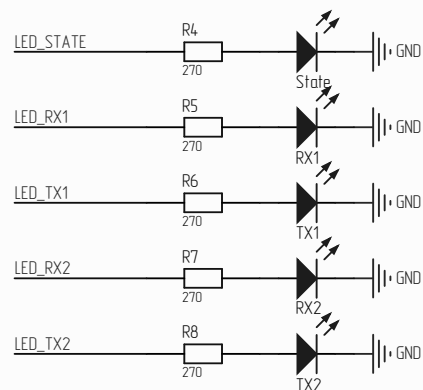 LED_STATE R4 270 State GND
LED_RX1 R5 270 RX1 GND
LED_TX1 R6 270 TX1 GND
LED_RX2 R7 270 RX2 GND
LED_TX2 R8 270 TX2 GND